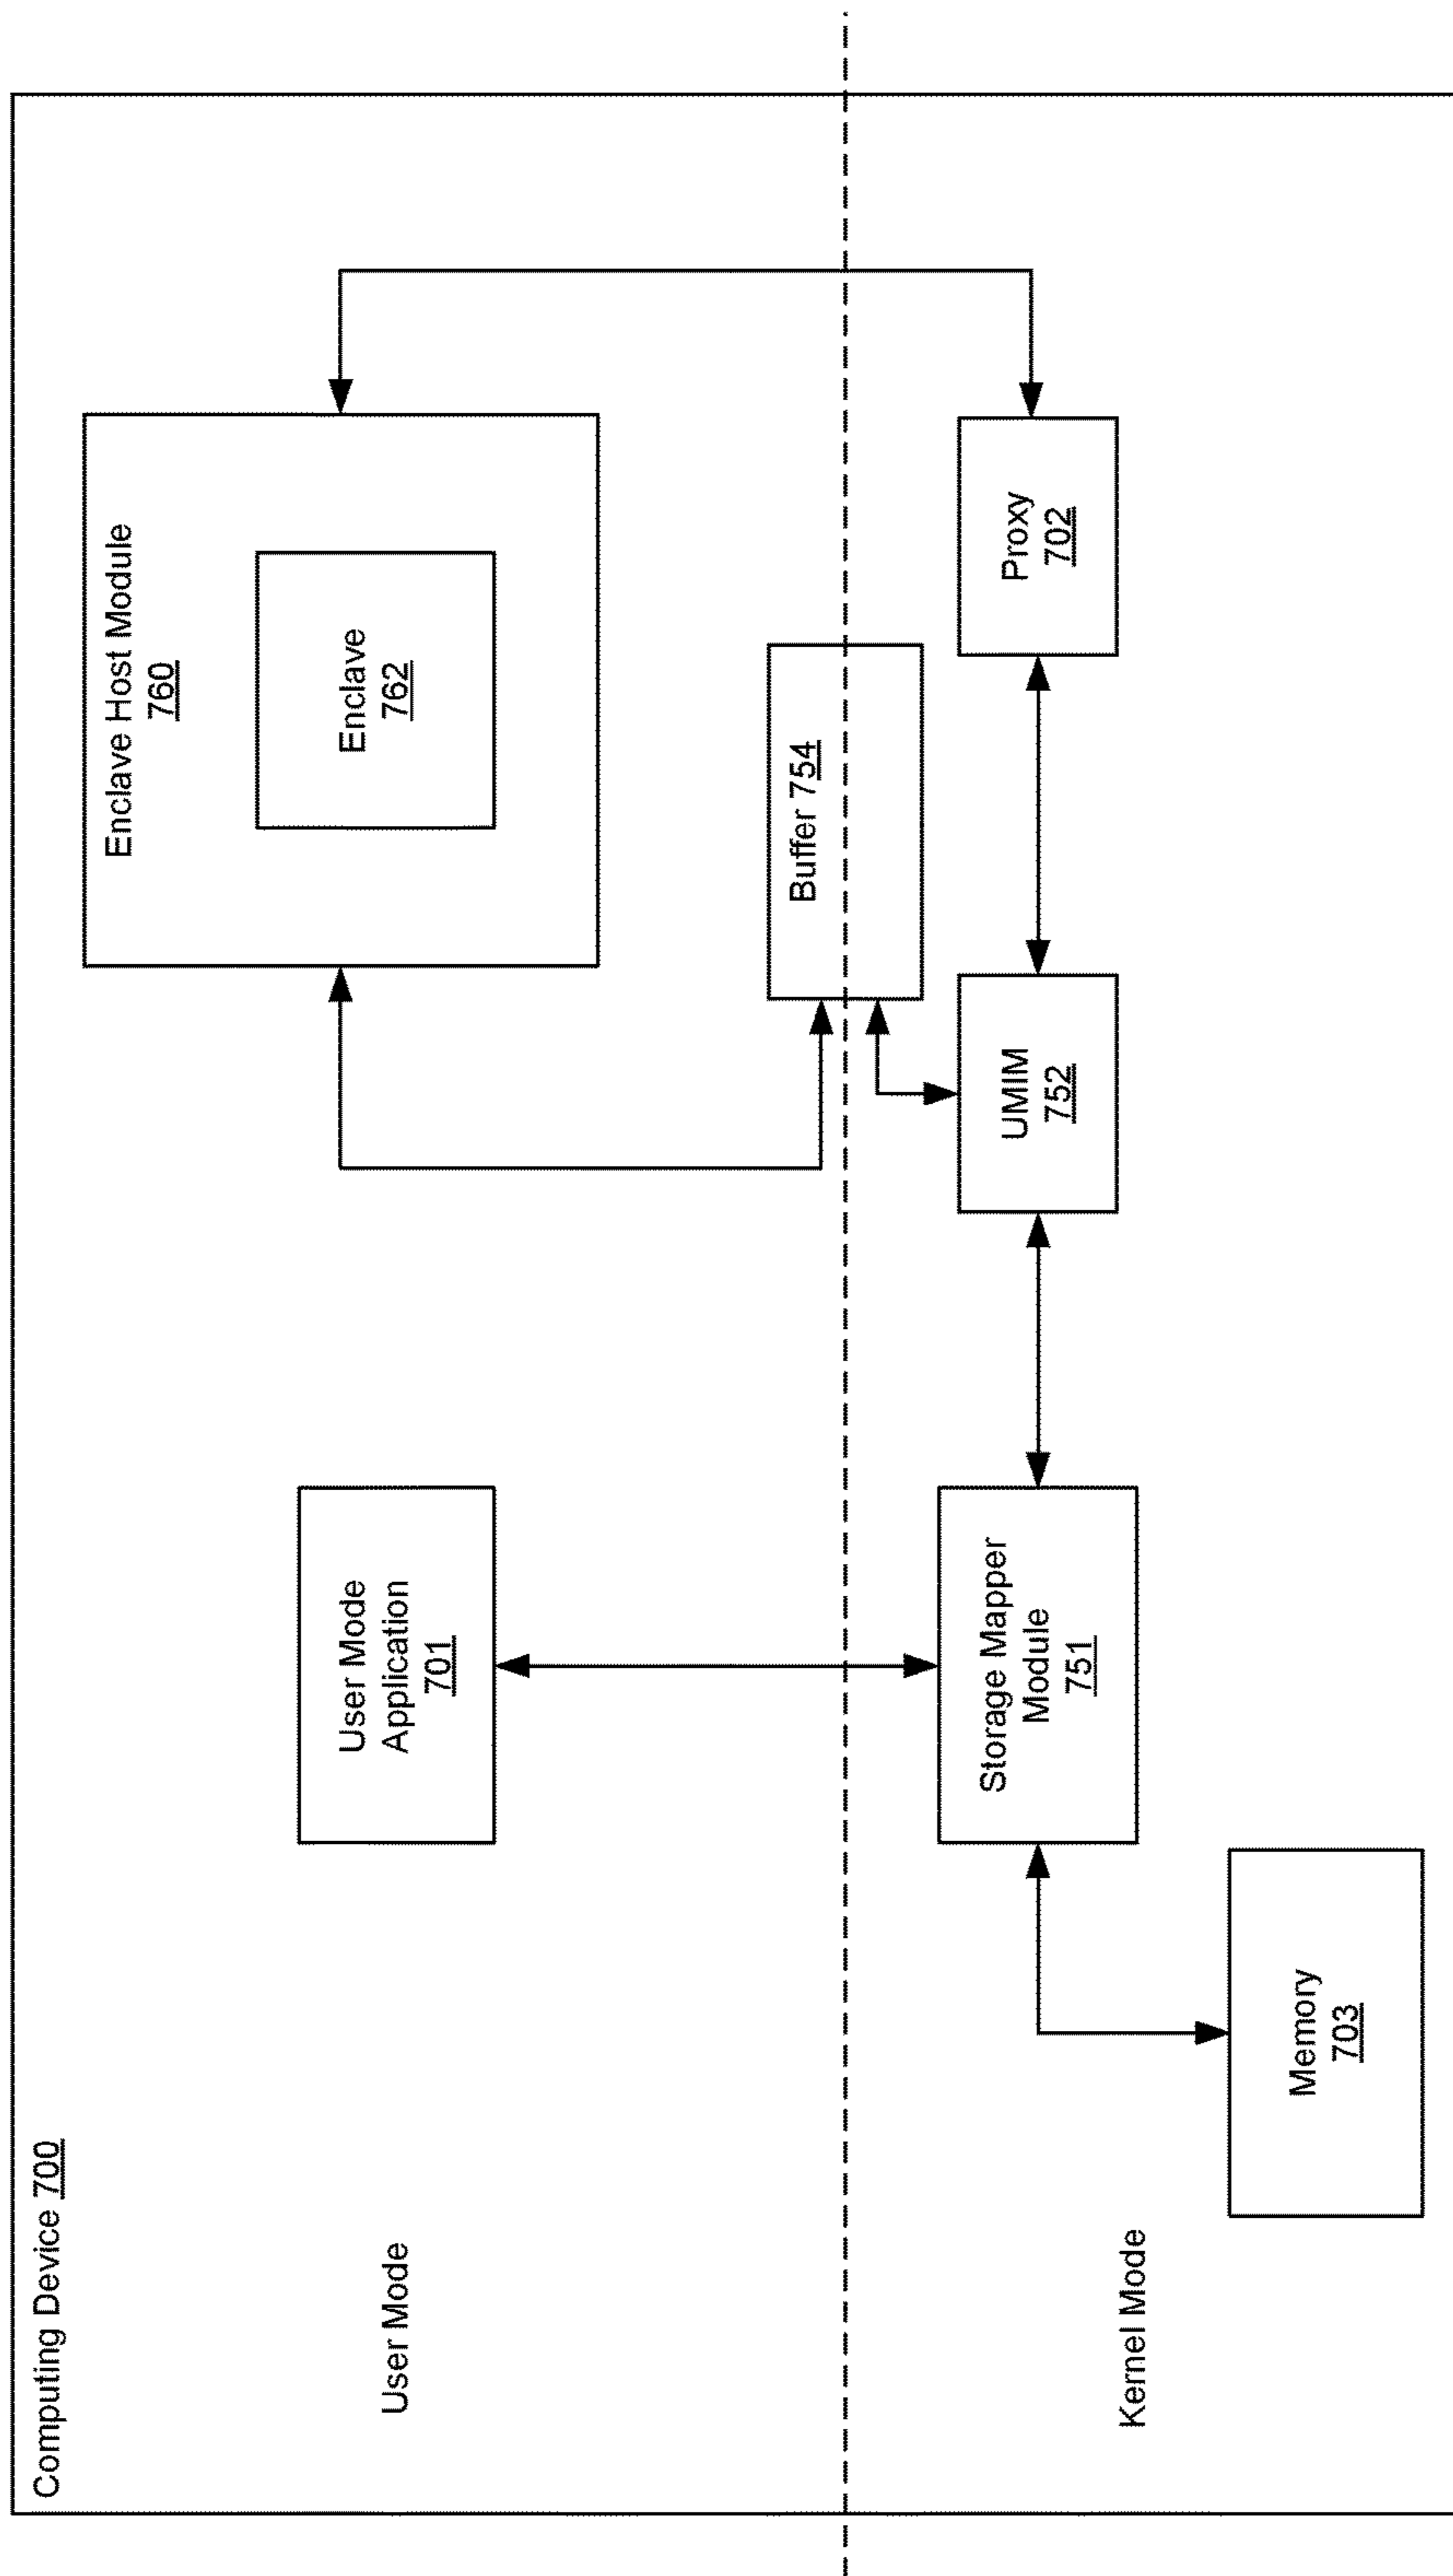 Computing Device 700
User Mode
User Mode
Application
701
Enclave Host Module
760
Enclave
762
Buffer 754
Kernel Mode
Memory
703
Storage Mapper
Module
751
UMIM
752
Proxy
702